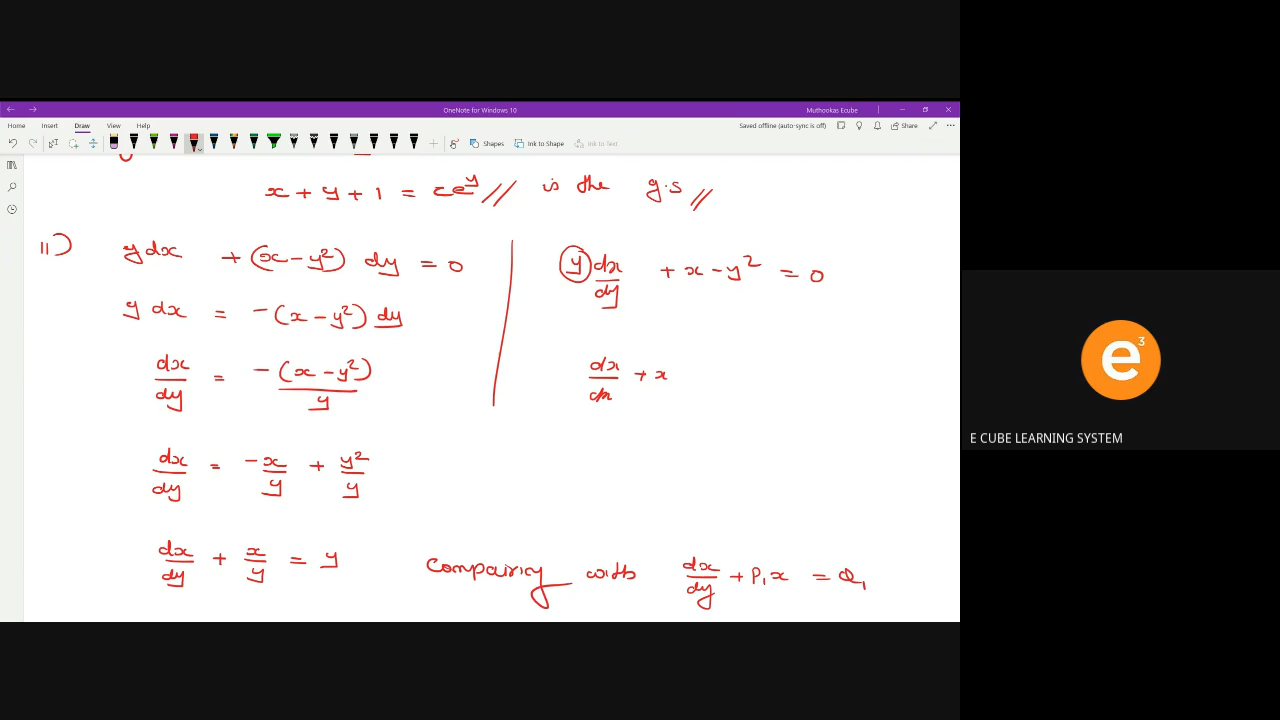 OneNote for Windows 10
Muthookas Ecube
Home Insert Draw View Help
Saved offline (auto-sync is off) Share
Shapes Ink to Shape Ink to Text
x + y + 1 = ce^y // is the g.s //
11) y dx + (x - y²) dy = 0
y dx/dy + x - y² = 0
y dx = -(x - y²) dy
dx/dy = -(x - y²)/y
dx/dx + x
dx/dy = -x/y + y²/y
dx/dy + x/y = y
Comparing with dx/dy + P₁x = Q₁
e³
E CUBE LEARNING SYSTEM